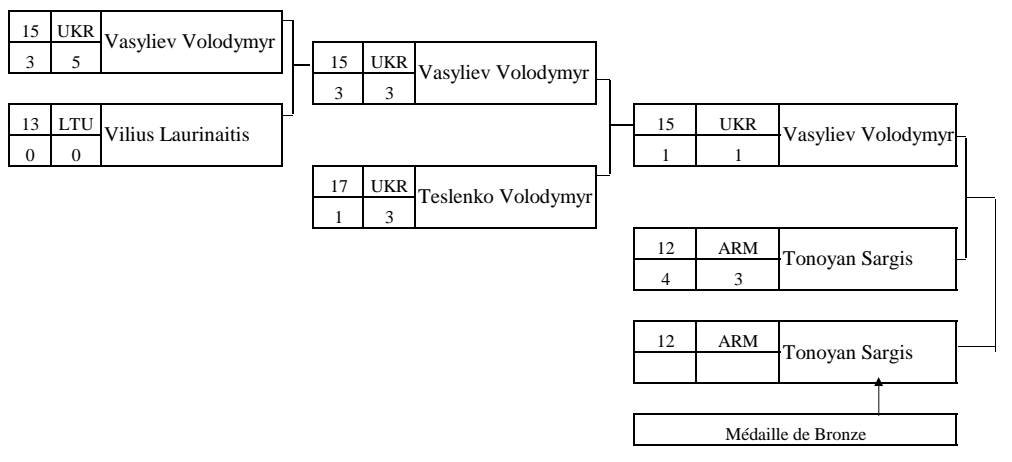 15 UKR Vasyliev Volodymyr
3 5
13 LTU Vilius Laurinaitis
0 0
15 UKR Vasyliev Volodymyr
3 3
17 UKR Teslenko Volodymyr
1 3
15 UKR Vasyliev Volodymyr
1 1
12 ARM Tonoyan Sargis
4 3
12 ARM Tonoyan Sargis
Médaille de Bronze